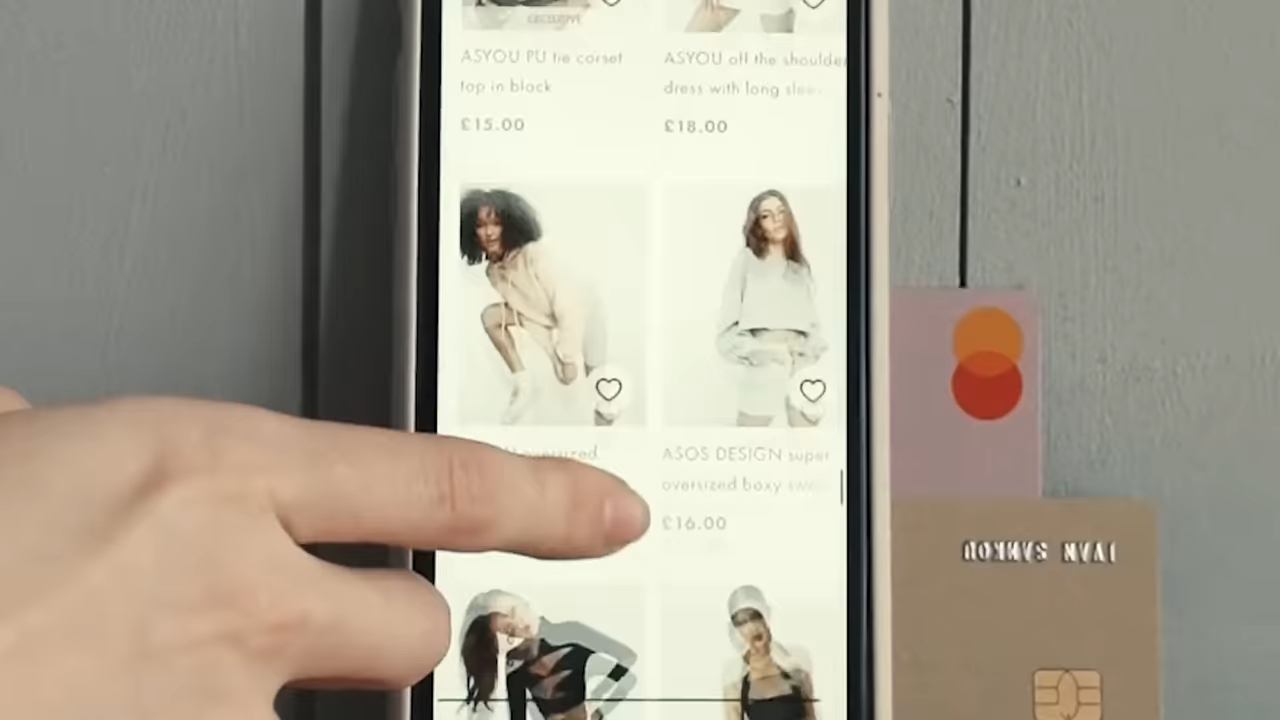 EXCLUSIVE
ASYOU PU tie corset
top in black
£15.00
ASYOU off the shoulder
dress with long
£18.00
oversized
ASOS DESIGN super
oversized boxy
£16.00
IVAN SANKOU